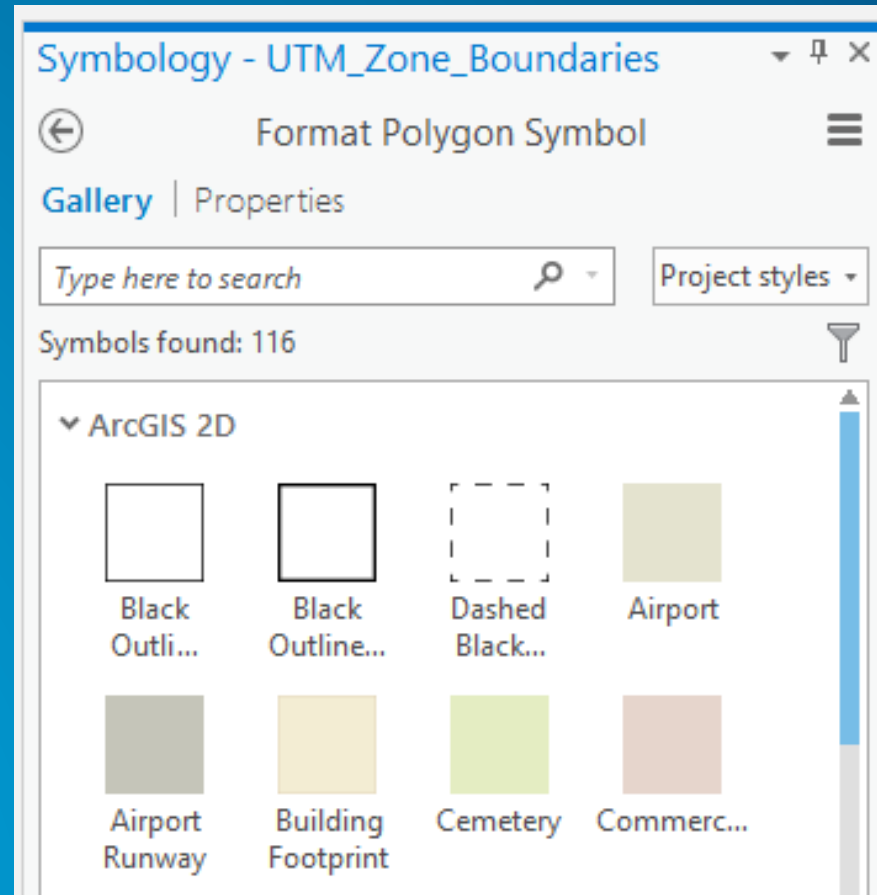 Symbology - UTM_Zone_Boundaries
Format Polygon Symbol
Gallery | Properties
Type here to search
Project styles
Symbols found: 116
ArcGIS 2D
Black Outli...
Black Outline...
Dashed Black...
Airport
Airport Runway
Building Footprint
Cemetery
Commerc...